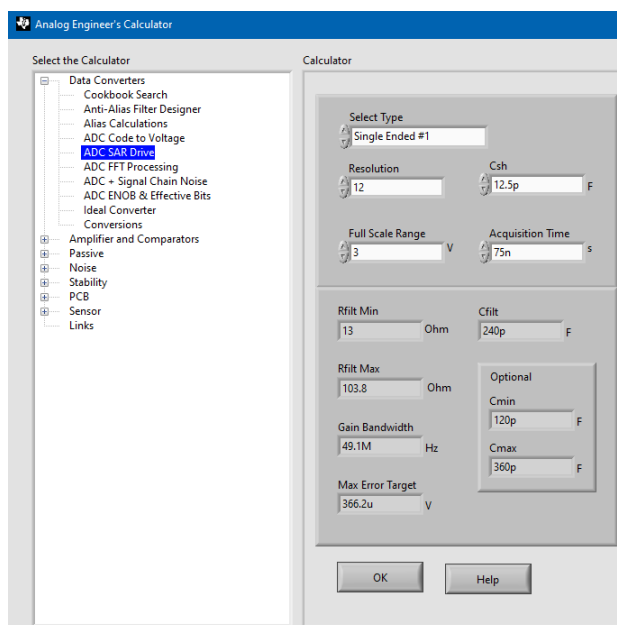 Analog Engineer's Calculator
Select the Calculator
Data Converters
Cookbook Search
Anti-Alias Filter Designer
Alias Calculations
ADC Code to Voltage
ADC SAR Drive
ADC FFT Processing
ADC + Signal Chain Noise
ADC ENOB & Effective Bits
Ideal Converter
Conversions
Amplifier and Comparators
Passive
Noise
Stability
PCB
Sensor
Links
Calculator
Select Type
Single Ended #1
Resolution
12
Csh
12.5p F
Full Scale Range
3 V
Acquisition Time
75n s
Rfilt Min
13 Ohm
Cfilt
240p F
Rfilt Max
103.8 Ohm
Optional
Cmin
120p F
Gain Bandwidth
49.1M Hz
Cmax
360p F
Max Error Target
366.2u V
OK Help